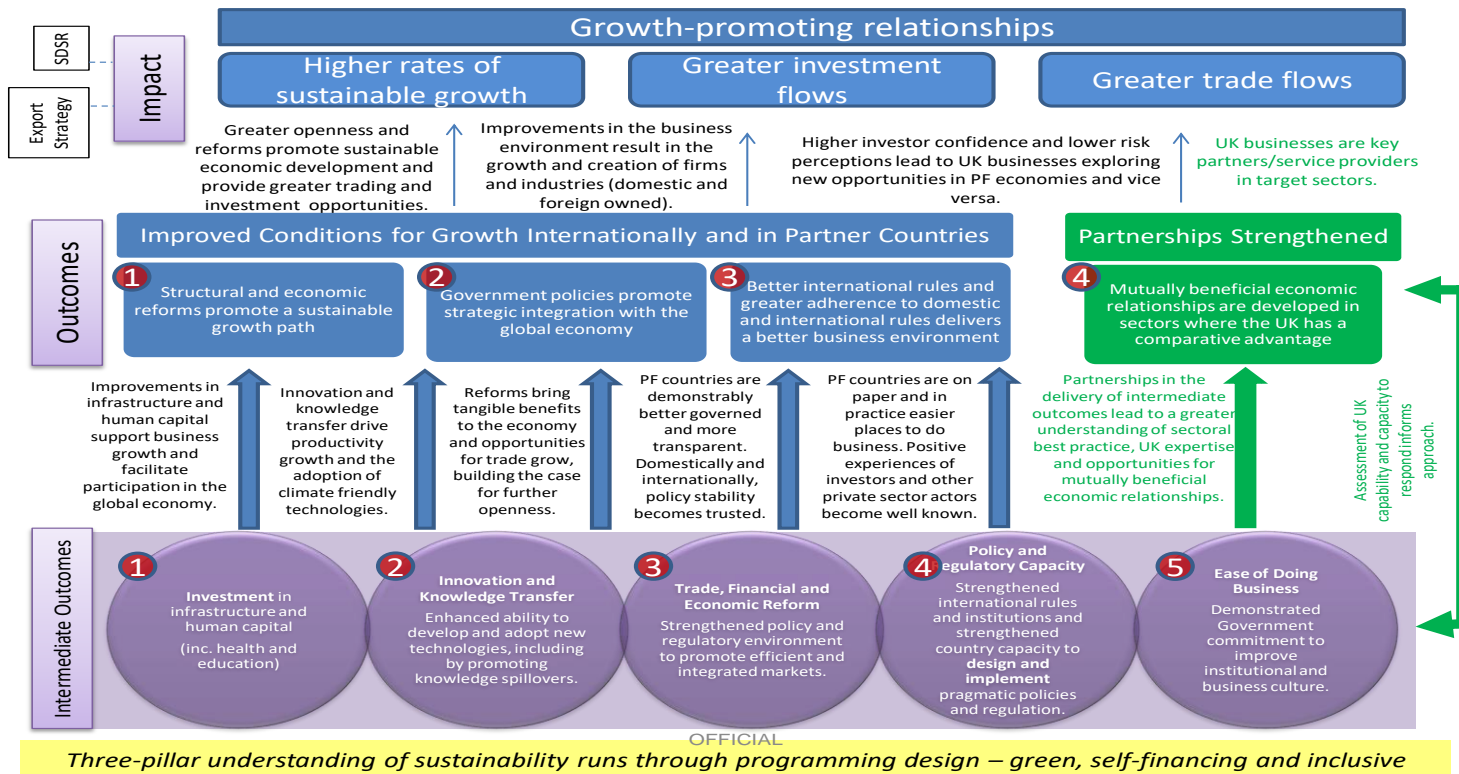 Growth-promoting relationships
SDSR
Export
Strategy
Impact
Higher rates of
sustainable growth
Greater investment
flows
Greater trade flows
Greater openness and
reforms promote sustainable
economic development and
provide greater trading and
investment opportunities.
Improvements in the business
environment result in the
growth and creation of firms
and industries (domestic and
foreign owned).
Higher investor confidence and lower risk
perceptions lead to UK businesses exploring
new opportunities in PF economies and vice
versa.
UK businesses are key
partners/service providers
in target sectors.
Outcomes
Improved Conditions for Growth Internationally and in Partner Countries
Partnerships Strengthened
1
Structural and economic
reforms promote a sustainable
growth path
2
Government policies promote
strategic integration with the
global economy
3
Better international rules and
greater adherence to domestic
and international rules delivers
a better business environment
4
Mutually beneficial economic
relationships are developed in
sectors where the UK has a
comparative advantage
Improvements in
infrastructure and
human capital
support business
growth and
facilitate
participation in the
global economy.
Innovation and
knowledge
transfer drive
productivity
growth and the
adoption of
climate friendly
technologies.
Reforms bring
tangible benefits
to the economy
and opportunities
for trade grow,
building the case
for further
openness.
PF countries are
demonstrably
better governed
and more
transparent.
Domestically and
internationally,
policy stability
becomes trusted.
PF countries are on
paper and in
practice easier
places to do
business. Positive
experiences of
investors and other
private sector actors
become well known.
Partnerships in the
delivery of intermediate
outcomes lead to a greater
understanding of sectoral
best practice, UK expertise
and opportunities for
mutually beneficial
economic relationships.
Assessment of UK
capability and capacity to
respond informs
approach.
Intermediate Outcomes
1
Investment in
infrastructure and
human capital
(inc. health and
education)
2
Innovation and
Knowledge Transfer
Enhanced ability to
develop and adopt new
technologies, including
by promoting
knowledge spillovers.
3
Trade, Financial and
Economic Reform
Strengthened policy and
regulatory environment
to promote efficient and
integrated markets.
4
Policy and
Regulatory Capacity
Strengthened
international rules
and institutions and
strengthened
country capacity to
design and
implement
pragmatic policies
and regulation.
5
Ease of Doing
Business
Demonstrated
Government
commitment to
improve
institutional and
business culture.
OFFICIAL
Three-pillar understanding of sustainability runs through programming design – green, self-financing and inclusive